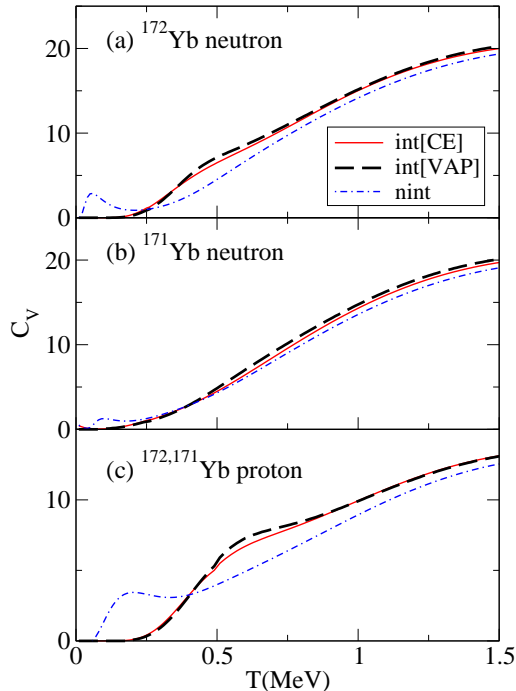 (a) ¹⁷²Yb neutron
20
10
0
int[CE]
int[VAP]
nint
(b) ¹⁷¹Yb neutron
20
10
0
C_V
(c) ¹⁷²,¹⁷¹Yb proton
10
0
0 0.5 1 1.5
T(MeV)